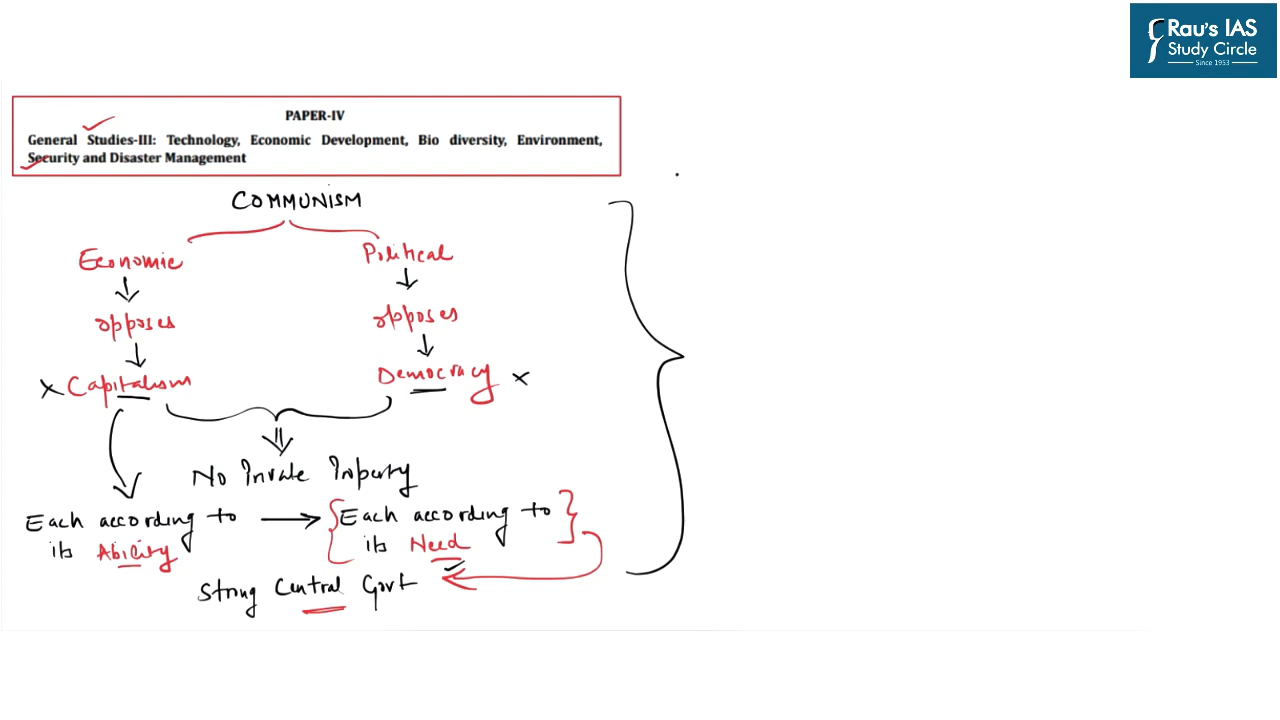 Rau's IAS
Study Circle
Since 1953
PAPER-IV
General Studies-III: Technology, Economic Development, Bio diversity, Environment,
Security and Disaster Management
COMMUNISM
Economic Political
opposes opposes
x Capitalism Democracy x
No Private Property
Each according to Each according to
its Ability its Need
Strong Central Govt